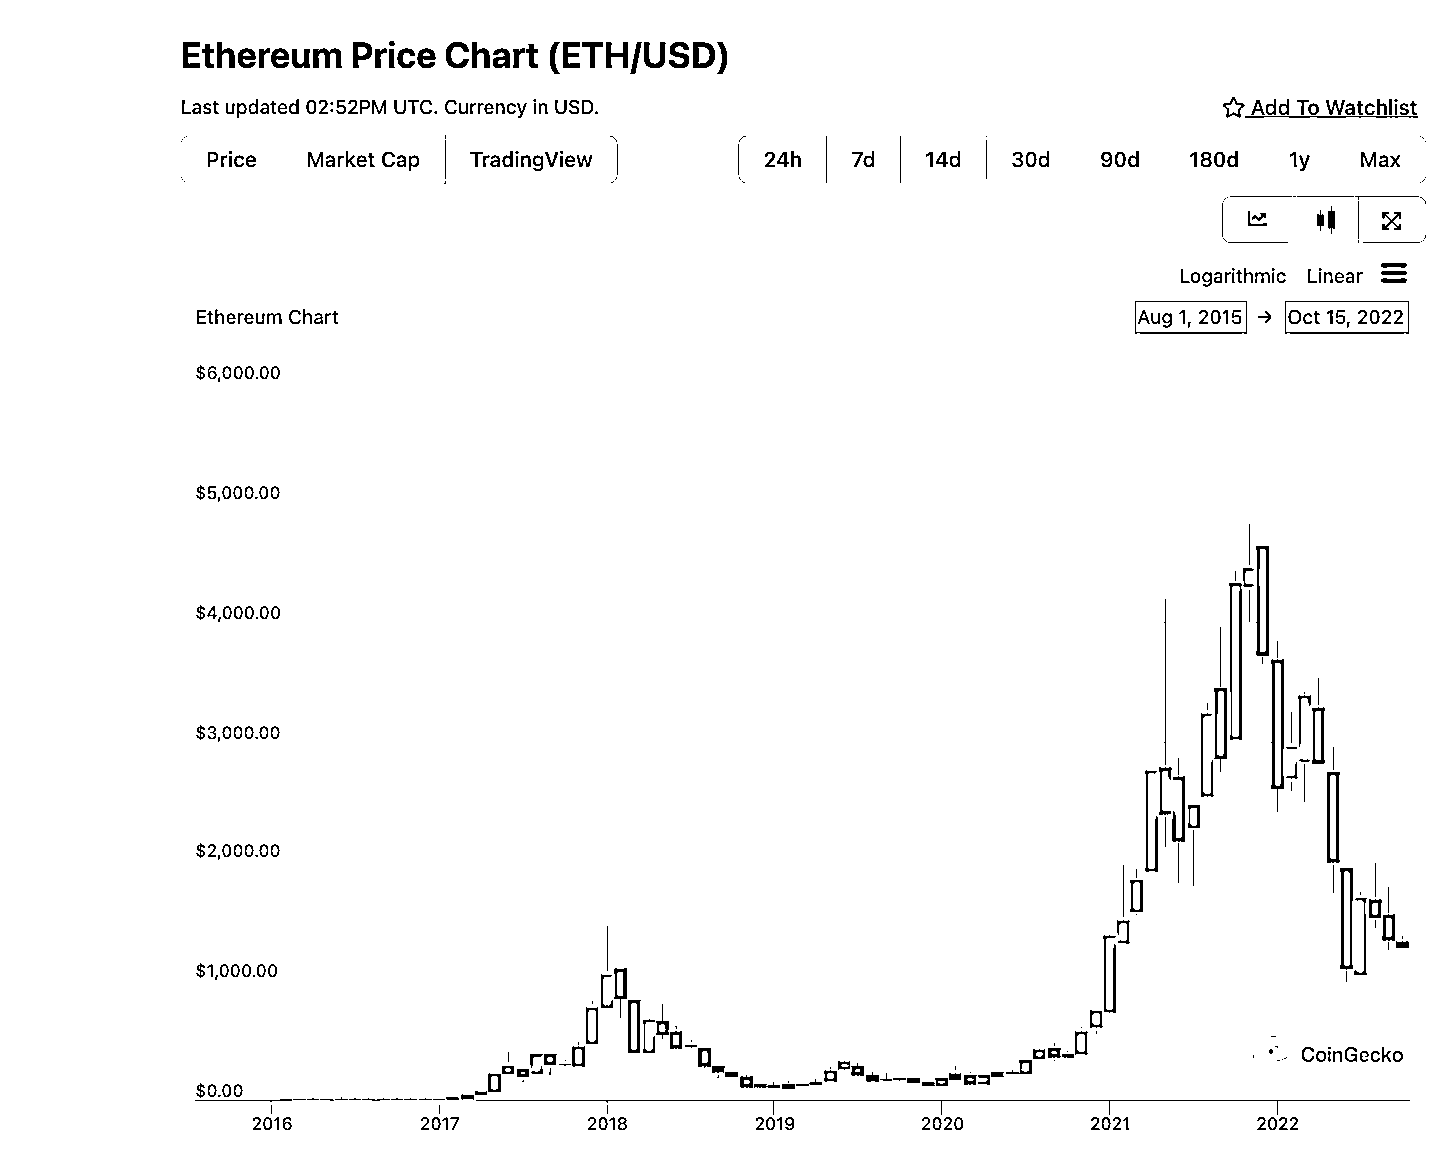 Ethereum Price Chart (ETH/USD)
Last updated 02:52PM UTC. Currency in USD.
Add To Watchlist
Price Market Cap TradingView
24h 7d 14d 30d 90d 180d 1y Max
Logarithmic Linear
Ethereum Chart
Aug 1, 2015 → Oct 15, 2022
$6,000.00
$5,000.00
$4,000.00
$3,000.00
$2,000.00
$1,000.00
CoinGecko
$0.00
2016 2017 2018 2019 2020 2021 2022